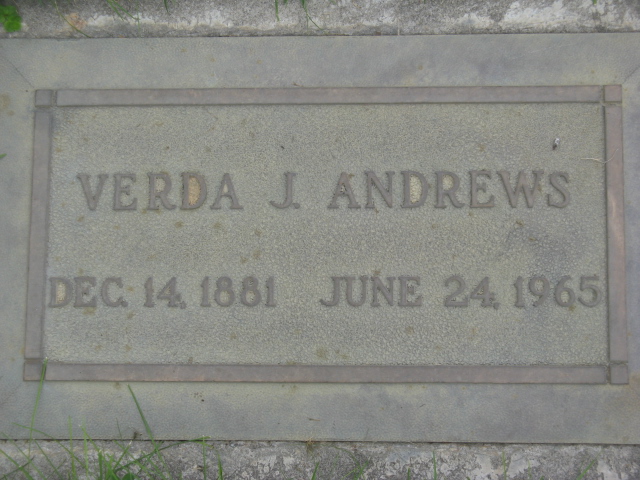 VERDA J. ANDREWS
DEC. 14, 1881 JUNE 24, 1965